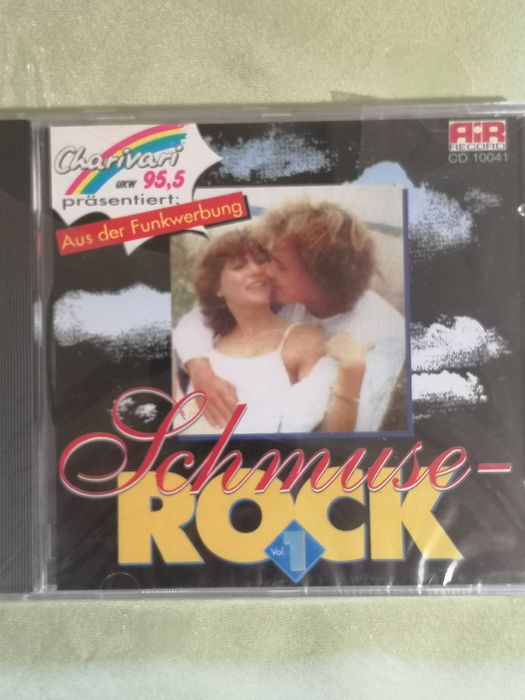 Charivari
UKW 95,5
präsentiert:
Aus der Funkwerbung
AIR
RECORD
CD 10041
Schmuse-
ROCK
Vol. 1